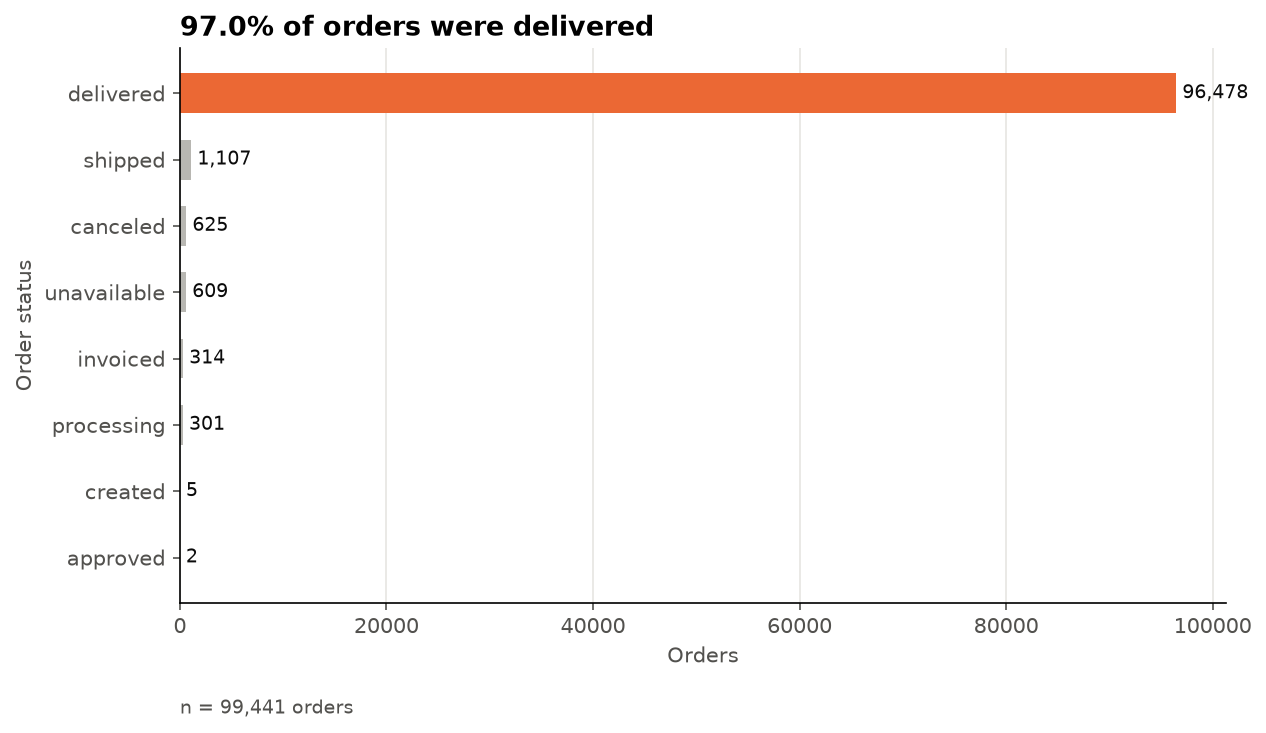 97.0% of orders were delivered
delivered 96,478
shipped 1,107
canceled 625
unavailable 609
invoiced 314
processing 301
created 5
approved 2
Order status
0 20000 40000 60000 80000 100000
Orders
n = 99,441 orders